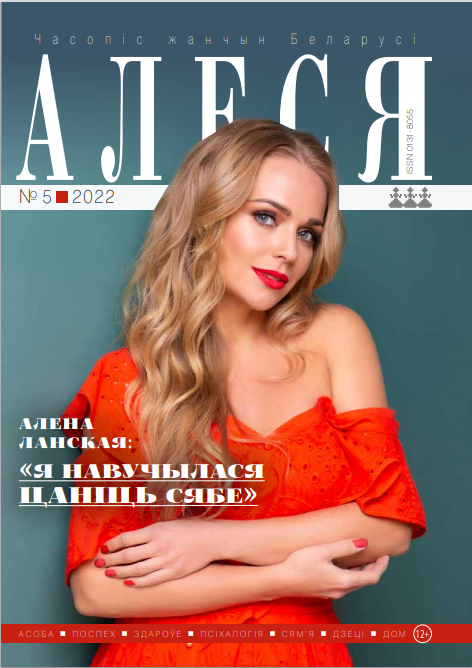 Часопіс жанчын Беларусі
АЛЕСЯ
ISSN 0131-8055
№ 5 ■ 2022
АЛЕНА
ЛАНСКАЯ:
«Я НАВУЧЫЛАСЯ
ЦАНІЦЬ СЯБЕ»
АСОБА ■ ПОСПЕХ ■ ЗДАРОЎЕ ■ ПСІХАЛОГІЯ ■ СЯМ'Я ■ ДЗЕЦІ ■ ДОМ 12+